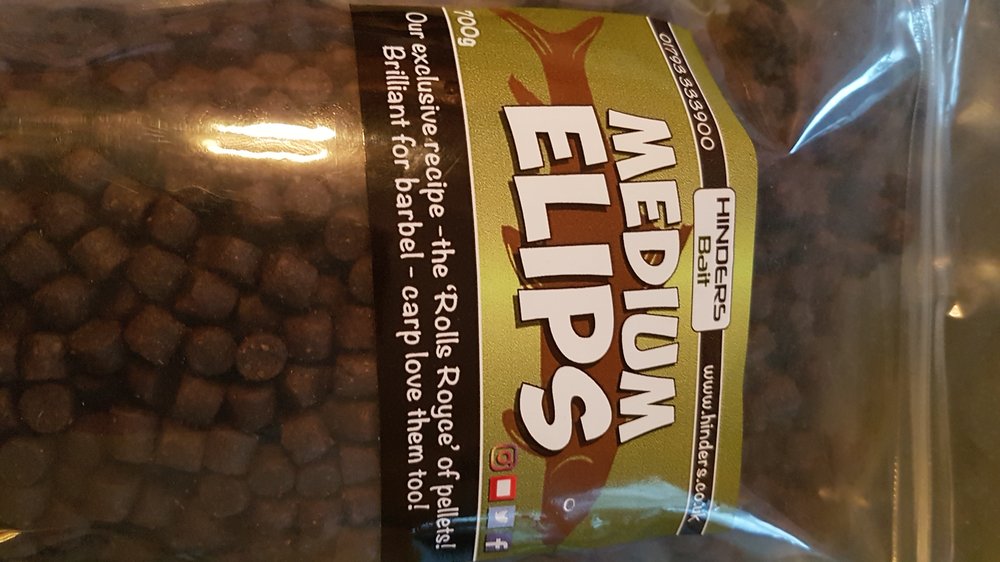 HINDERS
Bait
01793 333900
www.hinders.co.uk
MEDIUM
ELIPS
700g
Our exclusive recipe - the 'Rolls Royce' of pellets!
Brilliant for barbel - carp love them too!